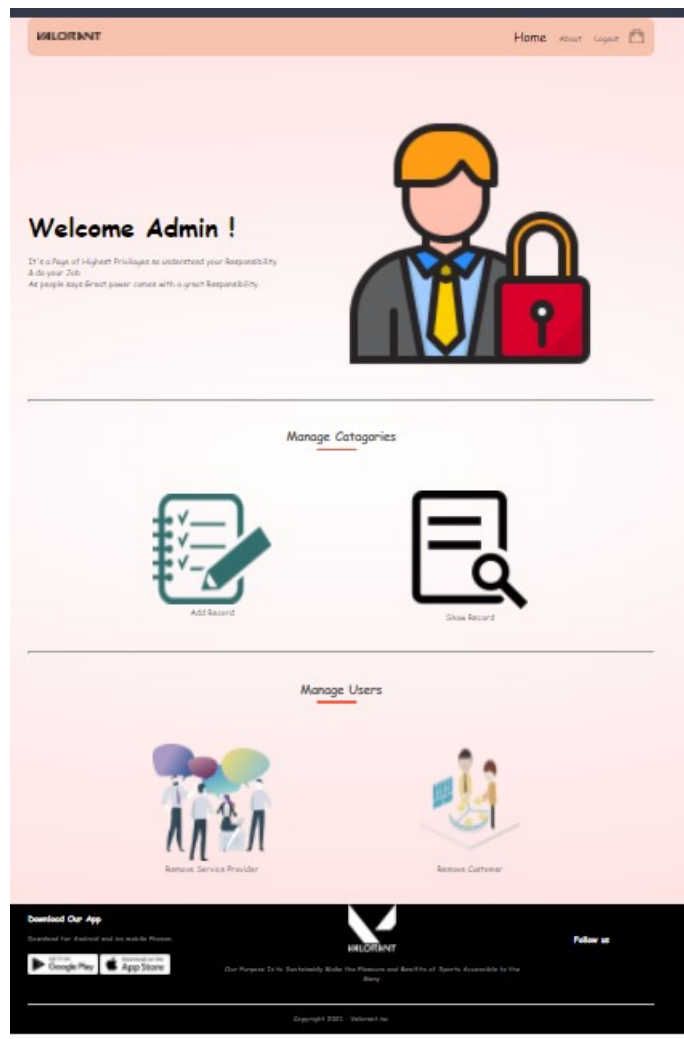 VALORANT
Home About Logout
Welcome Admin !
It's a Page of Highest Privilages so understand your Responsibility
& do your Job
As people says Great power comes with a great Responsibility.
Manage Catagories
Add Record
Show Record
Manage Users
Remove Service Provider
Remove Customer
Download Our App
Download for Android and ios mobile Phones.
GET IT ON
Google Play
Download on the
App Store
VALORANT
Our Purpose Is to Sustainably Make the Pleasure and Benifits of Sports Accessible to the
Many
Follow us
Copyright 2021 - Valorant inc